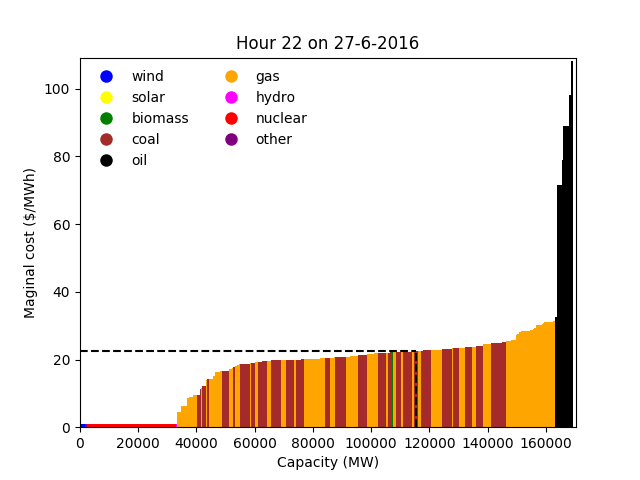 Hour 22 on 27-6-2016
wind
solar
biomass
coal
oil
gas
hydro
nuclear
other
Maginal cost ($/MWh)
100
80
60
40
20
0
0 20000 40000 60000 80000 100000 120000 140000 160000
Capacity (MW)